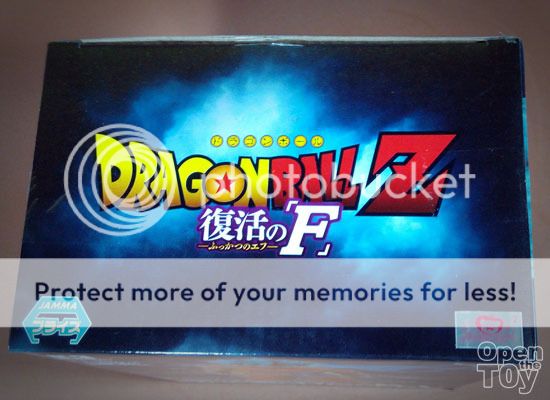 ドラゴンボール
DRAGON BALL Z
復活の「F」
ふっかつのエフ
photobucket
Protect more of your memories for less!
JAMMA
プライズ
Open
the
TOy